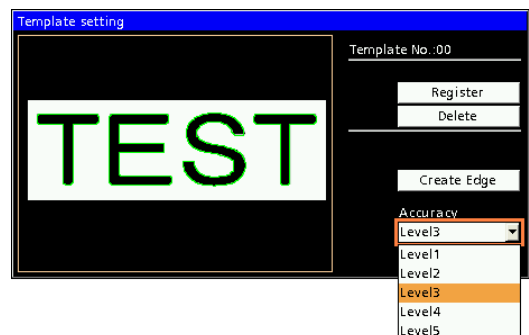 Template setting
Template No.:00
TEST
Register
Delete
Create Edge
Accuracy
Level3
Level1
Level2
Level3
Level4
Level5